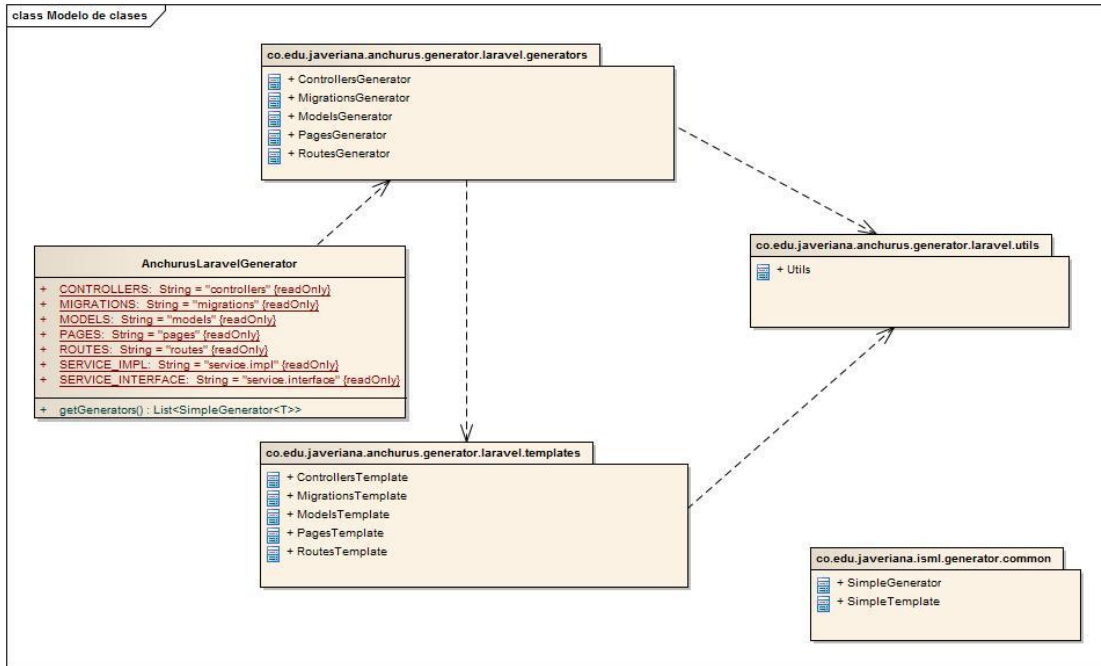 class Modelo de clases
co.edu.javeriana.anchurus.generator.laravel.generators
+ ControllersGenerator
+ MigrationsGenerator
+ ModelsGenerator
+ PagesGenerator
+ RoutesGenerator
AnchurusLaravelGenerator
+ CONTROLLERS: String = "controllers" {readOnly}
+ MIGRATIONS: String = "migrations" {readOnly}
+ MODELS: String = "models" {readOnly}
+ PAGES: String = "pages" {readOnly}
+ ROUTES: String = "routes" {readOnly}
+ SERVICE_IMPL: String = "service.impl" {readOnly}
+ SERVICE_INTERFACE: String = "service.interface" {readOnly}
+ getGenerators() : List<SimpleGenerator<T>>
co.edu.javeriana.anchurus.generator.laravel.utils
+ Utils
co.edu.javeriana.anchurus.generator.laravel.templates
+ ControllersTemplate
+ MigrationsTemplate
+ ModelsTemplate
+ PagesTemplate
+ RoutesTemplate
co.edu.javeriana.isml.generator.common
+ SimpleGenerator
+ SimpleTemplate